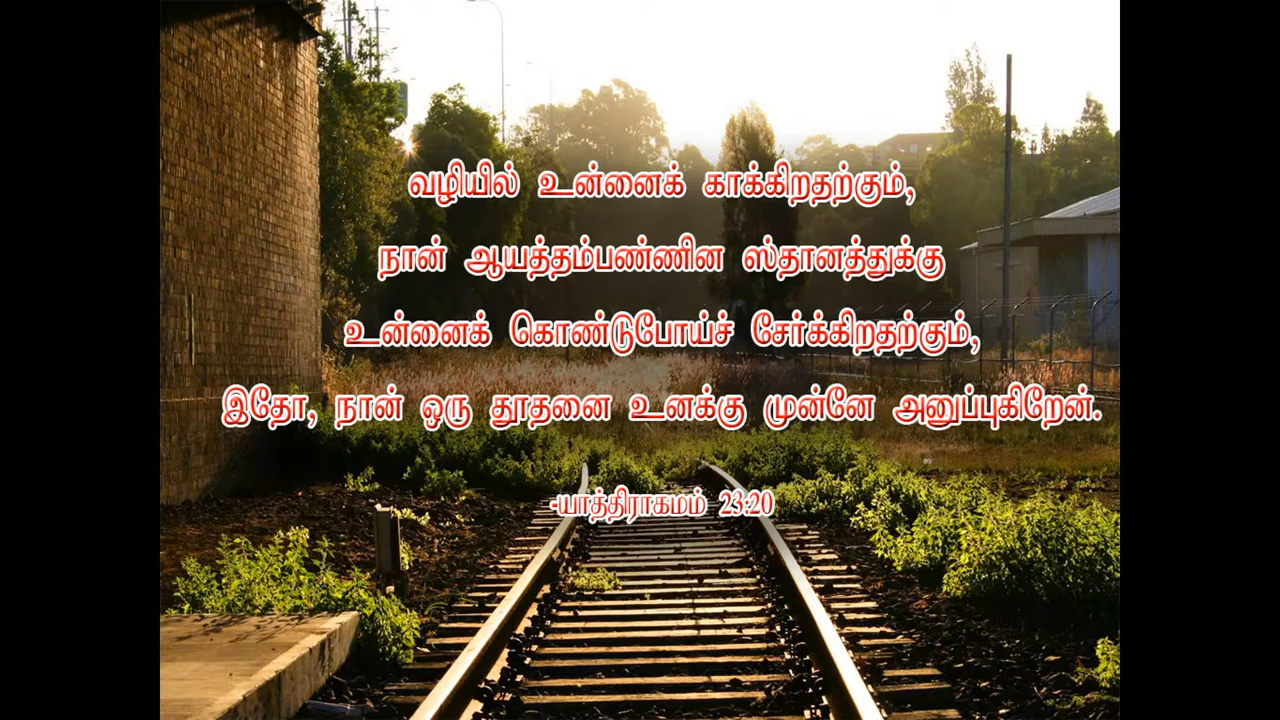 வழியில் உன்னைக் காக்கிறதற்கும்,
நான் ஆயத்தம்பண்ணின ஸ்தானத்துக்கு
உன்னைக் கொண்டுபோய்ச் சேர்க்கிறதற்கும்,
இதோ, நான் ஒரு தூதனை உனக்கு முன்னே அனுப்புகிறேன்.
-யாத்திராகமம் 23:20